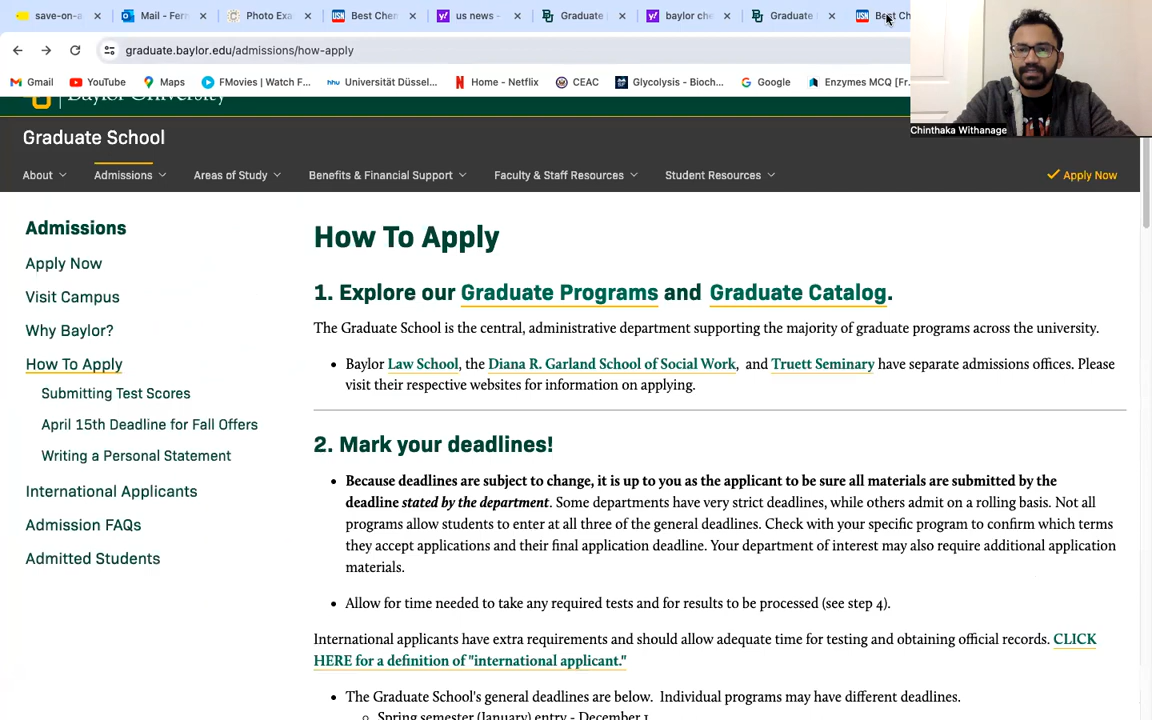 save-on-a
Mail - Fern
Photo Exa
Best Chen
us news -
Graduate
baylor che
Graduate
Best Ch
graduate.baylor.edu/admissions/how-apply
Gmail
YouTube
Maps
FMovies | Watch F...
Universität Düssel...
Home - Netflix
CEAC
Glycolysis - Bioch...
Google
Enzymes MCQ [Fr.
Chinthaka Withanage
Baylor University
Graduate School
About
Admissions
Areas of Study
Benefits & Financial Support
Faculty & Staff Resources
Student Resources
Apply Now
Admissions
Apply Now
Visit Campus
Why Baylor?
How To Apply
Submitting Test Scores
April 15th Deadline for Fall Offers
Writing a Personal Statement
International Applicants
Admission FAQs
Admitted Students
How To Apply
1. Explore our Graduate Programs and Graduate Catalog.
The Graduate School is the central, administrative department supporting the majority of graduate programs across the university.
• Baylor Law School, the Diana R. Garland School of Social Work, and Truett Seminary have separate admissions offices. Please
visit their respective websites for information on applying.
2. Mark your deadlines!
• Because deadlines are subject to change, it is up to you as the applicant to be sure all materials are submitted by the
deadline stated by the department. Some departments have very strict deadlines, while others admit on a rolling basis. Not all
programs allow students to enter at all three of the general deadlines. Check with your specific program to confirm which terms
they accept applications and their final application deadline. Your department of interest may also require additional application
materials.
• Allow for time needed to take any required tests and for results to be processed (see step 4).
International applicants have extra requirements and should allow adequate time for testing and obtaining official records. CLICK
HERE for a definition of "international applicant."
• The Graduate School's general deadlines are below. Individual programs may have different deadlines.
Spring semester (January) entry - December 1